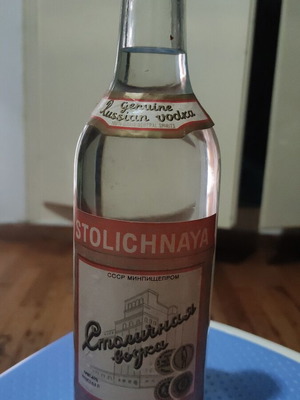 genuine
Russian vodka
STOLICHNAYA
СССР МИНПИЩЕПРОМ
Столичная
водка